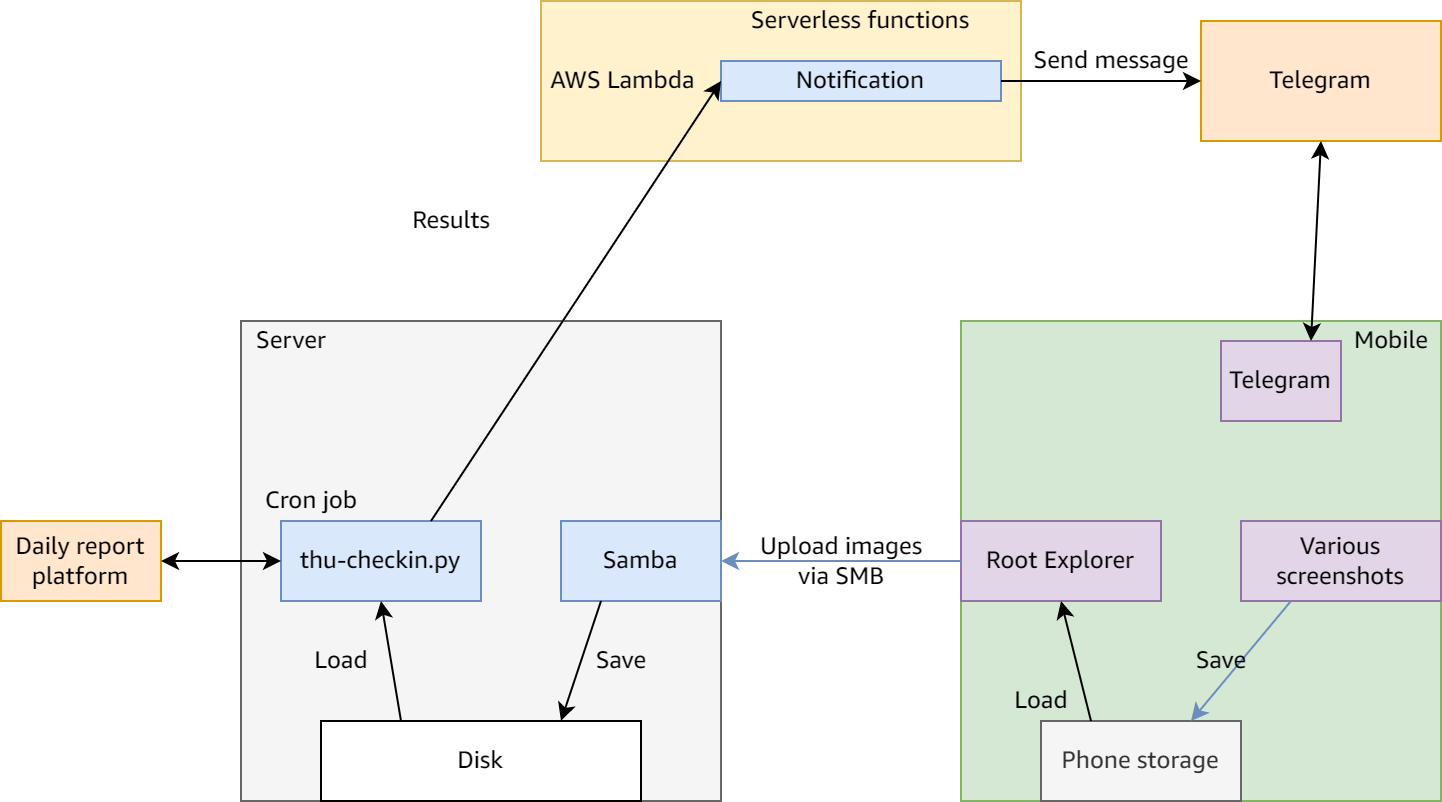 Serverless functions
AWS Lambda
Notification
Send message
Telegram
Results
Server
Mobile
Telegram
Cron job
Daily report
platform
thu-checkin.py
Samba
Upload images
via SMB
Root Explorer
Various
screenshots
Load
Save
Save
Load
Disk
Phone storage